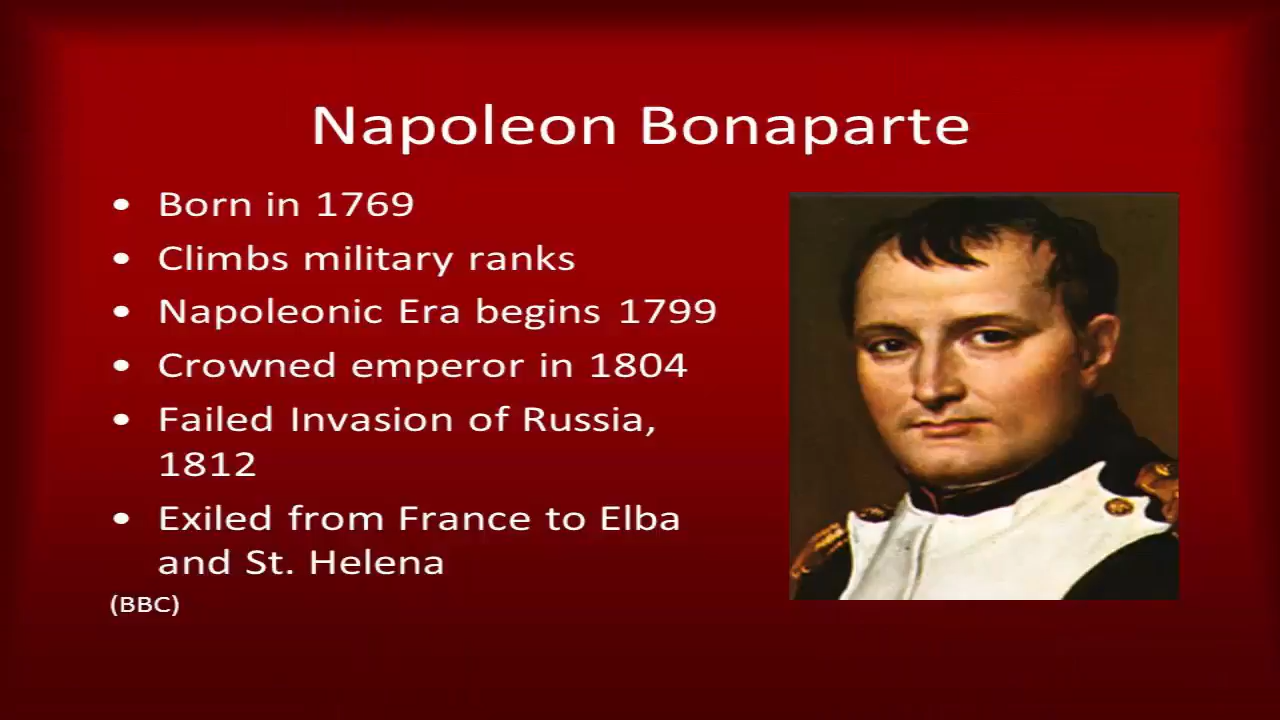 Napoleon Bonaparte
• Born in 1769
• Climbs military ranks
• Napoleonic Era begins 1799
• Crowned emperor in 1804
• Failed Invasion of Russia,
1812
• Exiled from France to Elba
and St. Helena
(BBC)